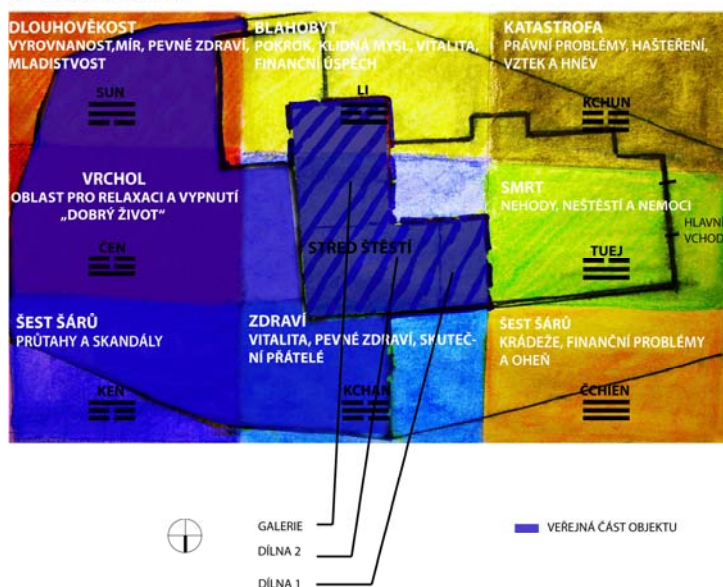 DLOUHOVĚKOST
VYROVNANOST,MÍR, PEVNÉ ZDRAVÍ,
MLADISTVOST
SUN
BLAHOBYT
POKROK, KLIDNÁ MYSL, VITALITA,
FINANČNÍ ÚSPĚCH
LI
KATASTROFA
PRÁVNÍ PROBLÉMY, HAŠTEŘENÍ,
VZTEK A HNĚV
KCHUN
VRCHOL
OBLAST PRO RELAXACI A VYPNUTÍ
„DOBRÝ ŽIVOT“
ČEN
STŘED ŠTĚSTÍ
SMRT
NEHODY, NEŠTĚSTÍ A NEMOCI
TUEJ
HLAVNÍ
VCHOD
ŠEST ŠÁRŮ
PRŮTAHY A SKANDÁLY
KEN
ZDRAVÍ
VITALITA, PEVNÉ ZDRAVÍ, SKUTEČ-
NÍ PŘÁTELÉ
KCHAN
ŠEST ŠÁRŮ
KRÁDEŽE, FINANČNÍ PROBLÉMY
A OHEŇ
ČCHIEN
GALERIE
DÍLNA 2
DÍLNA 1
VEŘEJNÁ ČÁST OBJEKTU